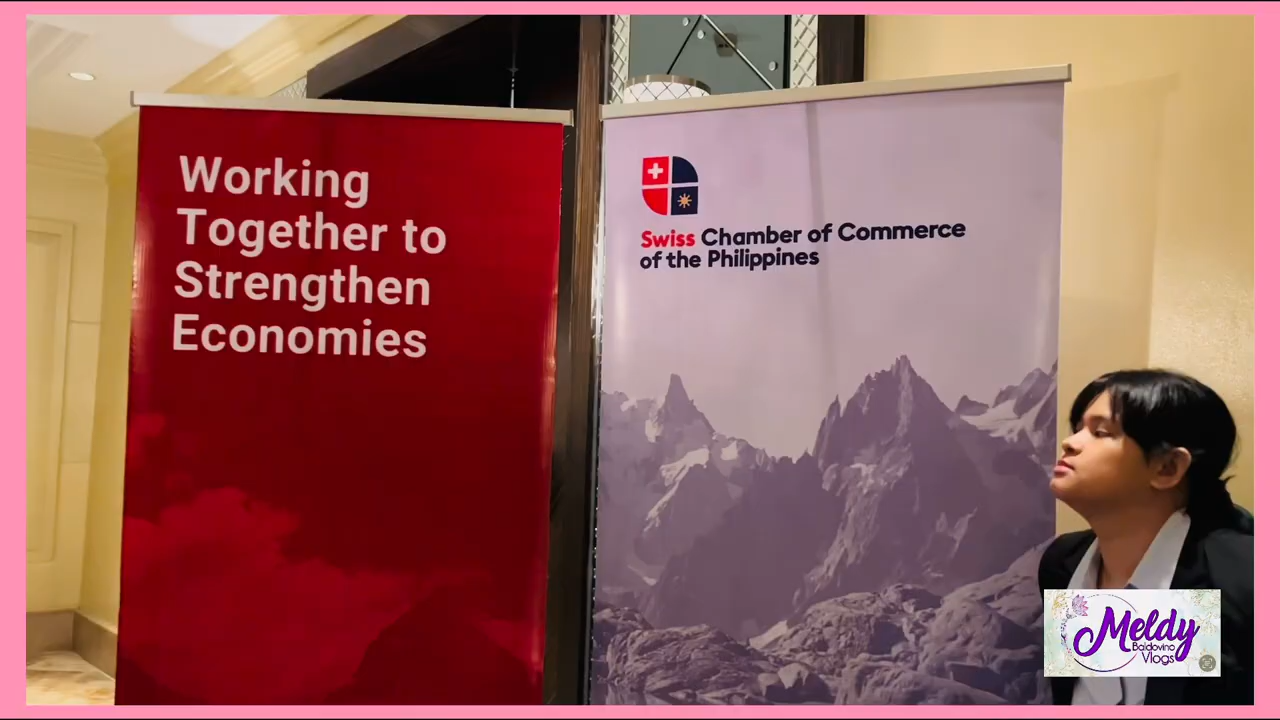 Working
Together to
Strengthen
Economies
Swiss Chamber of Commerce
of the Philippines
Meldy
Baldovino
Vlogs